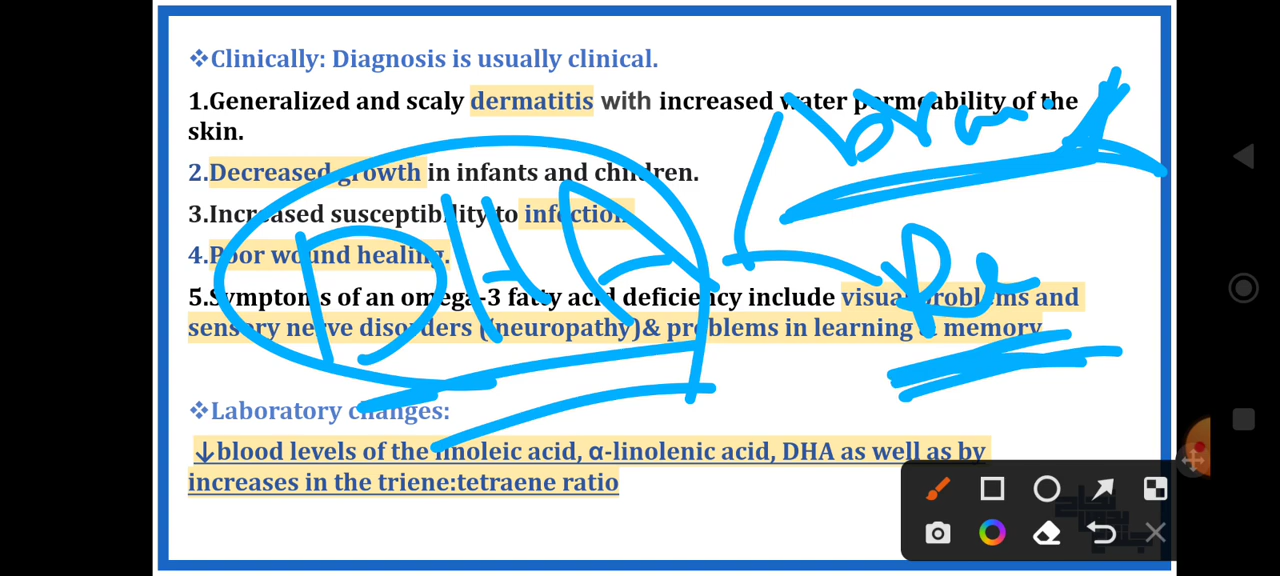 ❖Clinically: Diagnosis is usually clinical.
1.Generalized and scaly dermatitis with increased water permeability of the
skin.
2.Decreased growth in infants and children.
3.Increased susceptibility to infection.
4.Poor wound healing.
5.Symptoms of an omega-3 fatty acid deficiency include visual problems and
sensory nerve disorders (neuropathy)& problems in learning & memory
DHA
Re
❖Laboratory changes:
↓blood levels of the linoleic acid, α-linolenic acid, DHA as well as by
increases in the triene:tetraene ratio